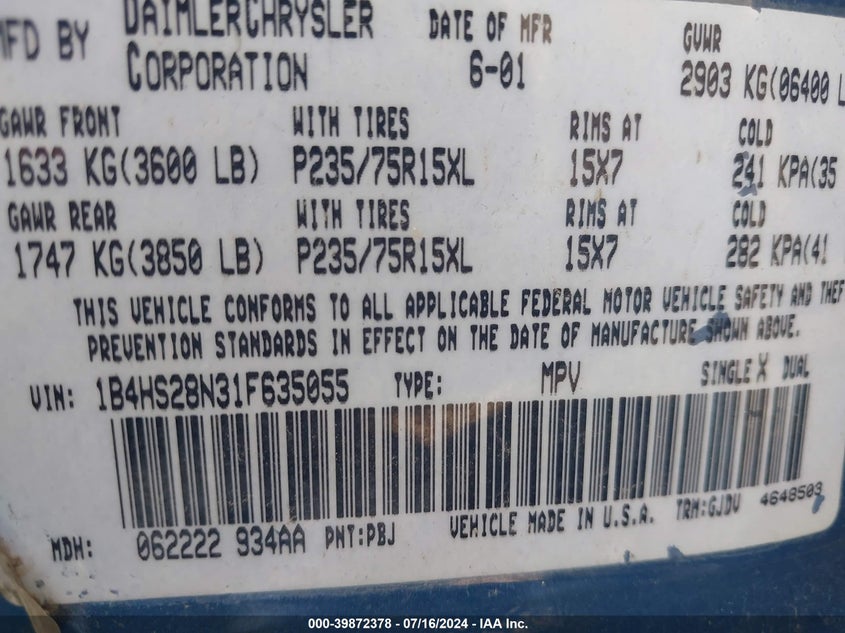 MFD BY DAIMLERCHRYSLER CORPORATION
DATE OF MFR 6-01
GVWR 2903 KG(06400 L
GAWR FRONT WITH TIRES RIMS AT COLD
1633 KG(3600 LB) P235/75R15XL 15X7 241 KPA(35
GAWR REAR WITH TIRES RIMS AT COLD
1747 KG(3850 LB) P235/75R15XL 15X7 282 KPA(41
THIS VEHICLE CONFORMS TO ALL APPLICABLE FEDERAL MOTOR VEHICLE SAFETY AND THEF
PREVENTION STANDARDS IN EFFECT ON THE DATE OF MANUFACTURE SHOWN ABOVE.
VIN: 1B4HS28N31F635055 TYPE: MPV SINGLE X DUAL
MDH: 062222 934AA PNT:PBJ VEHICLE MADE IN U.S.A. TRM:GJDV 4648503
000-39872378 - 07/16/2024 - IAA Inc.